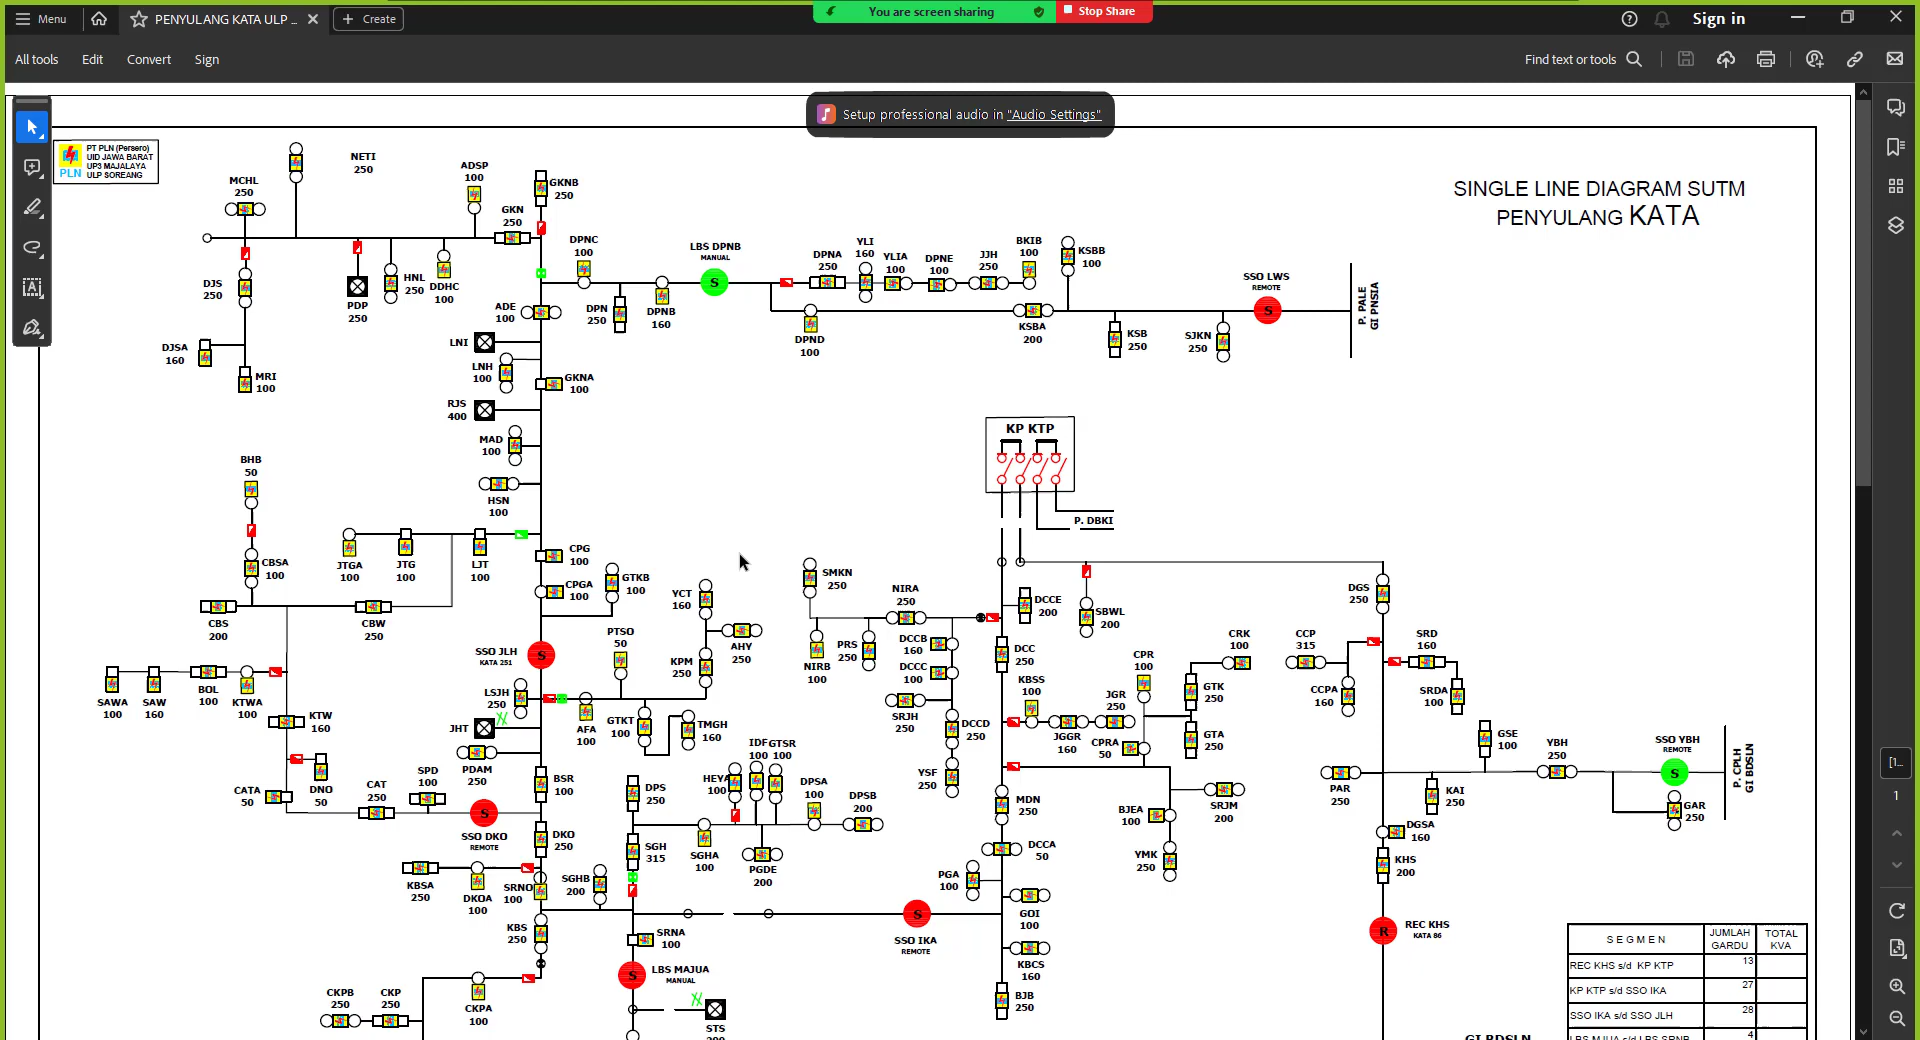 Menu
PENYULANG KATA ULP ...
Create
You are screen sharing
Stop Share
Sign in
All tools
Edit
Convert
Sign
Find text or tools
Setup professional audio in "Audio Settings"
PT PLN (Persero)
UID JAWA BARAT
UP3 MAJALAYA
ULP SOREANG
PLN
SINGLE LINE DIAGRAM SUTM
PENYULANG KATA
NETI
250
MCHL
250
ADSP
100
GKNB
250
GKN
250
DJS
250
PDP
250
HNL
250
DDHC
100
DJSA
160
MRI
100
DPNC
100
LBS DPNB
MANUAL
ADE
100
DPN
250
DPNB
160
DPNA
250
YLI
160
YLIA
100
DPNE
100
JJH
250
BKIB
100
KSBB
100
DPND
100
KSBA
200
KSB
250
SJKN
250
SSO LWS
REMOTE
S
P. PALE
GI PNSIA
LNI
LNH
100
GKNA
100
RJS
400
MAD
100
HSN
100
KP KTP
P. DBKI
BHB
50
CBSA
100
JTGA
100
JTG
100
LJT
100
CPG
100
CPGA
100
GTKB
100
CBS
200
CBW
250
SSO JLH
KATA 251
S
PTSO
50
YCT
160
AHY
250
KPM
250
SAWA
100
SAW
160
BOL
100
KTWA
100
LSJH
250
JHT
AFA
100
GTKT
100
TMGH
160
KTW
160
DNO
50
CATA
50
CAT
250
SPD
100
PDAM
250
SSO DKO
REMOTE
S
BSR
100
DKO
250
DPS
250
HEYA
100
IDF
100
GTSR
100
DPSA
100
DPSB
200
SGH
315
SGHA
100
PGDE
200
KBSA
250
DKOA
100
SRNO
100
SGHB
200
KBS
250
SRNA
100
LBS MAJUA
MANUAL
S
STS
CKPB
250
CKP
250
CKPA
100
SMKN
250
NIRA
250
NIRB
100
PRS
250
DCCB
160
DCCC
100
SRJH
250
DCCD
250
YSF
250
DCCE
200
DCC
250
KBSS
100
SBWL
200
JGGR
160
JGR
250
CPR
100
CPRA
50
GTK
250
GTA
250
CRK
100
MDN
250
BJEA
100
SRJM
200
YMK
250
DCCA
50
PGA
100
GOI
100
KBCS
160
BJB
250
SSO IKA
REMOTE
S
DGS
250
CCP
315
SRD
160
CCPA
160
SRDA
100
GSE
100
YBH
250
SSO YBH
REMOTE
S
P. CPLH
GI BDSLN
PAR
250
KAI
250
GAR
250
DGSA
160
KHS
200
R
REC KHS
KATA 86
SEGMEN
JUMLAH GARDU
TOTAL KVA
REC KHS s/d KP KTP 13
KP KTP s/d SSO IKA 27
SSO IKA s/d SSO JLH 28
4
GI BDSLN
[1...
1